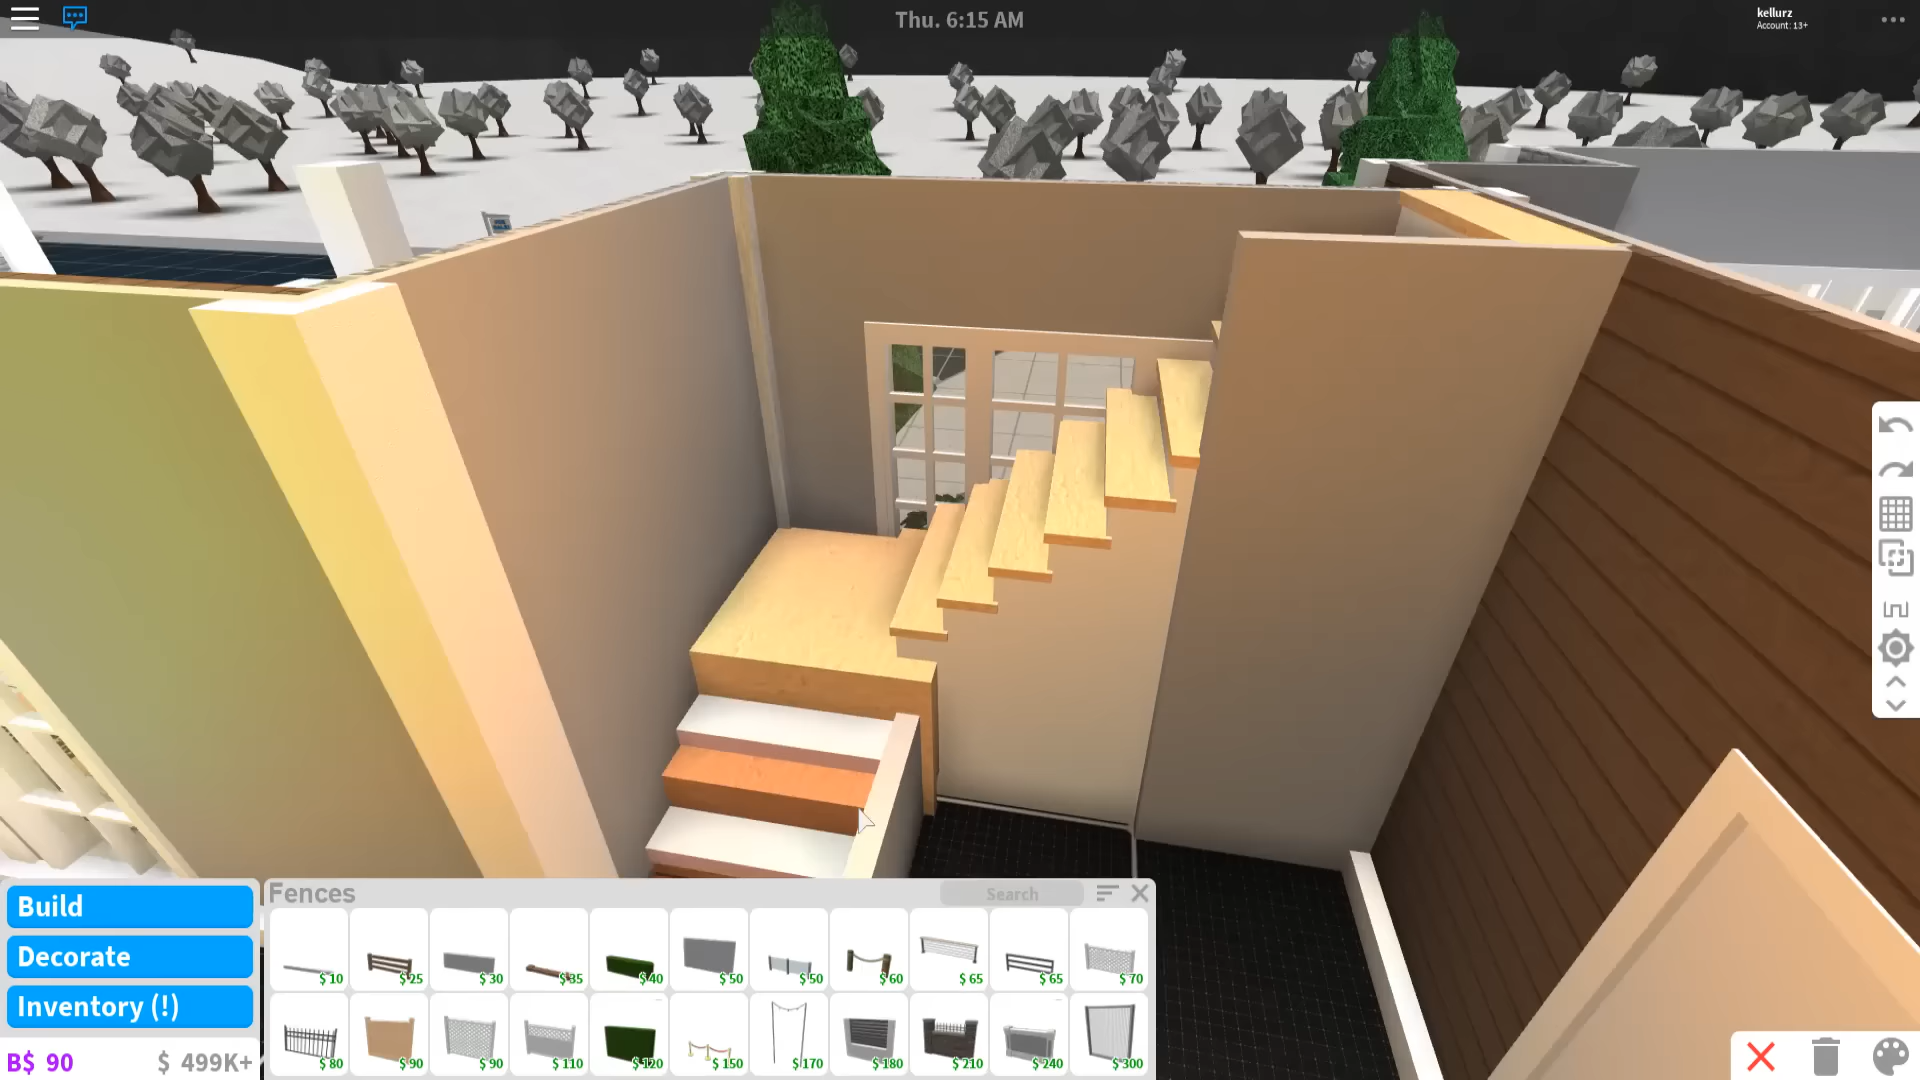 Thu. 6:15 AM
kellurz
Account: 13+
Build
Decorate
Inventory (!)
B$ 90
$ 499K+
Fences
Search
$ 10
$ 25
$ 30
$ 35
$ 40
$ 50
$ 50
$ 60
$ 65
$ 65
$ 70
$ 80
$ 90
$ 90
$ 110
$ 120
$ 150
$ 170
$ 180
$ 210
$ 240
$ 300